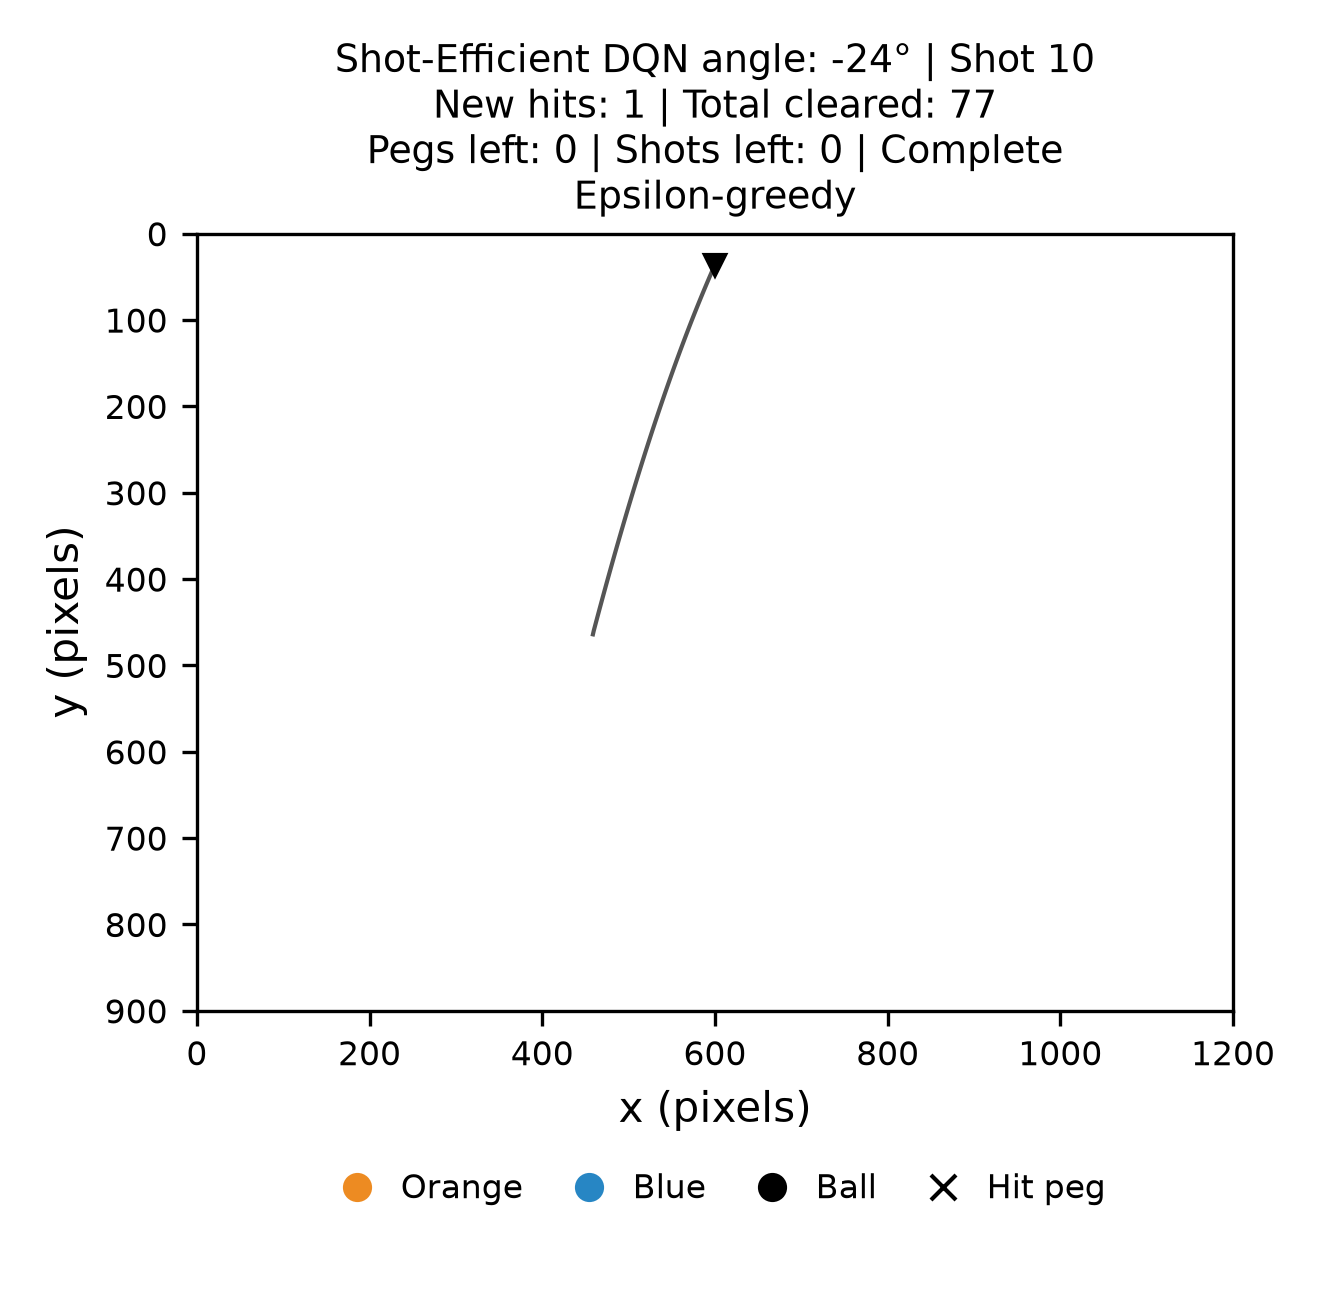 Shot-Efficient DQN angle: -24° | Shot 10
New hits: 1 | Total cleared: 77
Pegs left: 0 | Shots left: 0 | Complete
Epsilon-greedy
0
100
200
300
400
500
600
700
800
900
y (pixels)
0 200 400 600 800 1000 1200
x (pixels)
Orange Blue Ball Hit peg